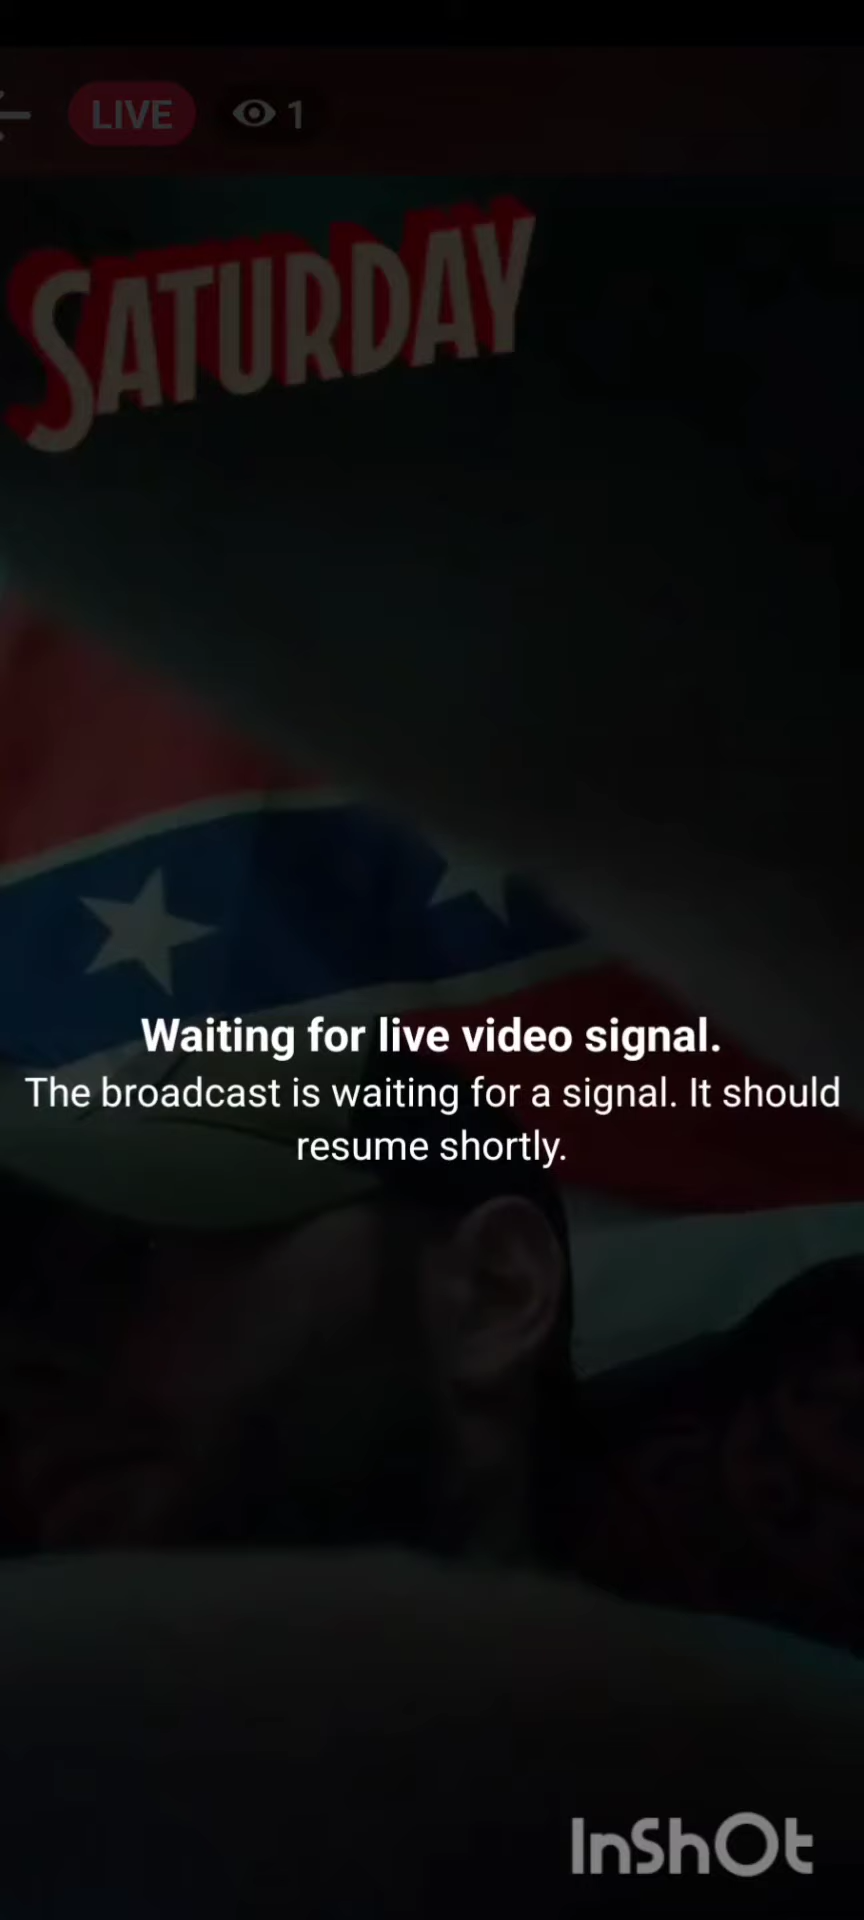 LIVE 1
SATURDAY
Waiting for live video signal.
The broadcast is waiting for a signal. It should
resume shortly.
InShOt